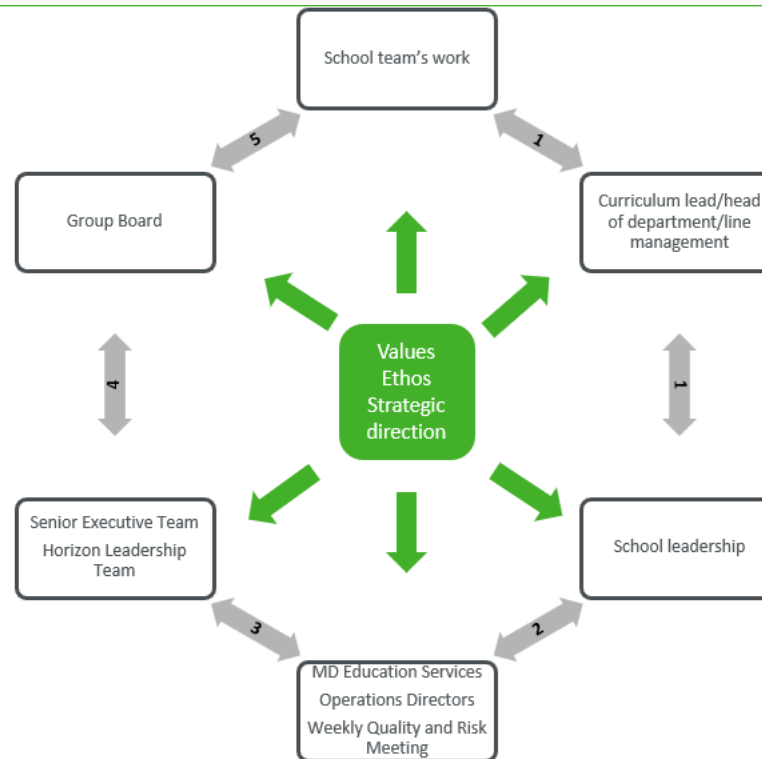 School team's work
5
1
Group Board
Curriculum lead/head
of department/line
management
Values
Ethos
Strategic
direction
4
1
Senior Executive Team
Horizon Leadership
Team
School leadership
3
2
MD Education Services
Operations Directors
Weekly Quality and Risk
Meeting